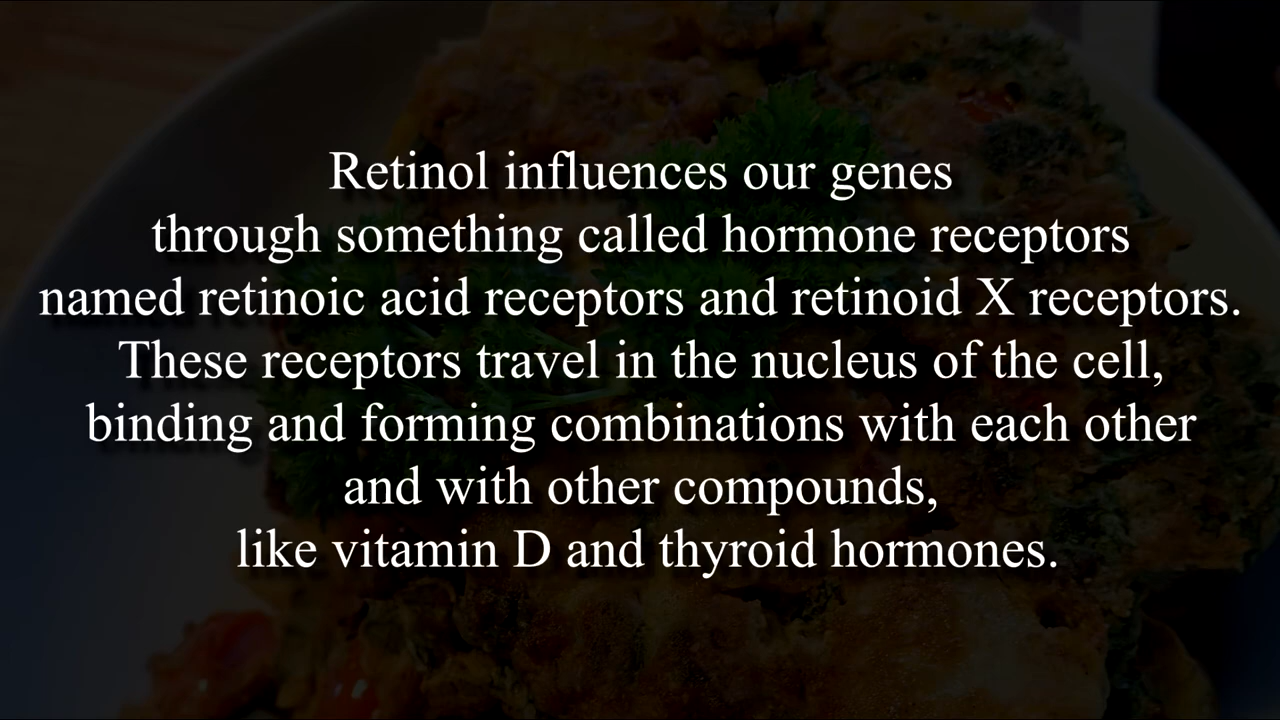 Retinol influences our genes
through something called hormone receptors
named retinoic acid receptors and retinoid X receptors.
These receptors travel in the nucleus of the cell,
binding and forming combinations with each other
and with other compounds,
like vitamin D and thyroid hormones.